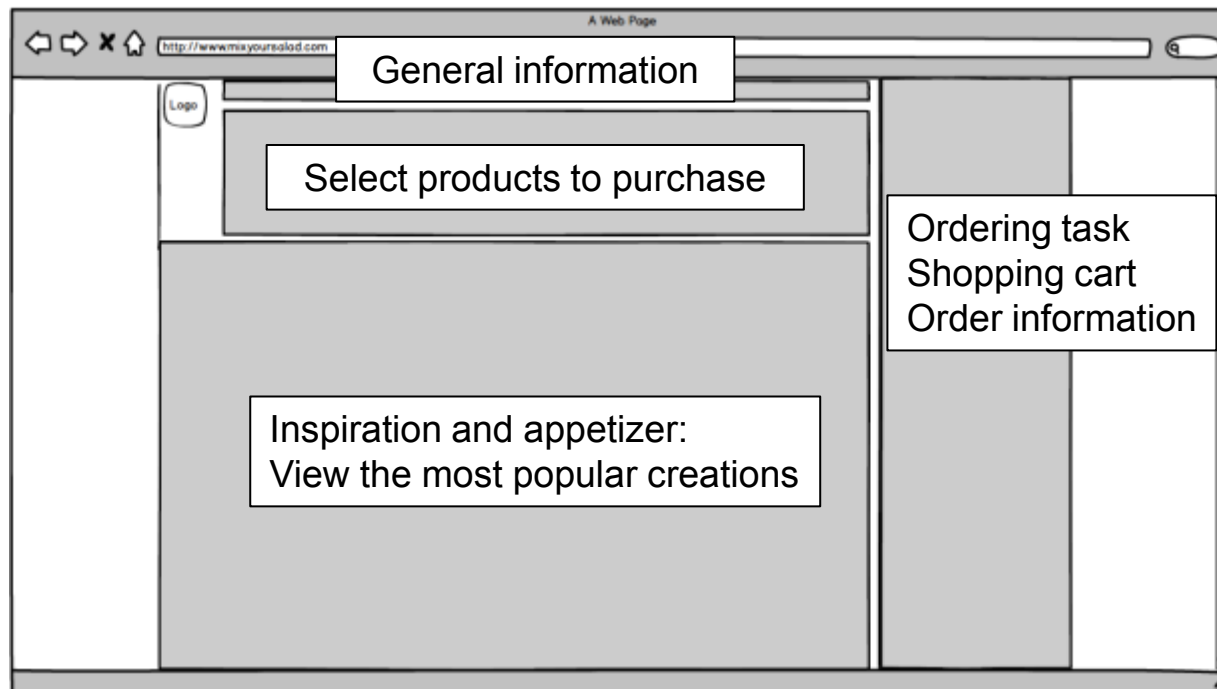 A Web Page
http://www.mixyoursalad.com
General information
Logo
Select products to purchase
Ordering task
Shopping cart
Order information
Inspiration and appetizer:
View the most popular creations